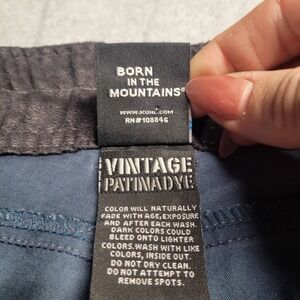 BORN
IN THE
MOUNTAINS®
WWW.KUHL.COM
RN#108846
VINTAGE
PATINADYE
COLOR WILL NATURALLY
FADE WITH AGE, EXPOSURE
AND AFTER EACH WASH.
DARK COLORS COULD
BLEED ONTO LIGHTER
COLORS. WASH WITH LIKE
COLORS, INSIDE OUT.
DO NOT DRY CLEAN.
DO NOT ATTEMPT TO
REMOVE SPOTS.